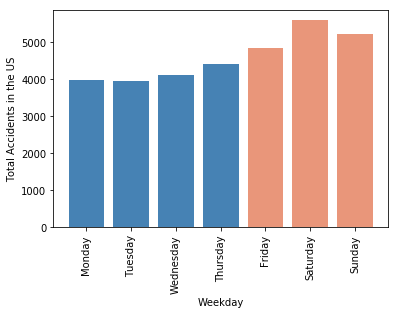 Total Accidents in the US
5000
4000
3000
2000
1000
0
Monday
Tuesday
Wednesday
Thursday
Friday
Saturday
Sunday
Weekday